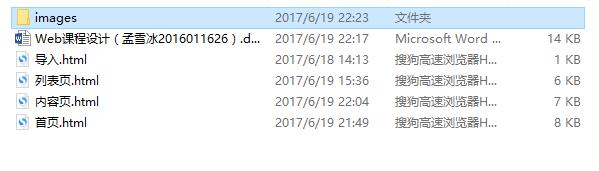 images 2017/6/19 22:23 文件夹
Web课程设计（孟雪冰2016011626）.d... 2017/6/19 22:17 Microsoft Word ... 14 KB
导入.html 2017/6/18 14:13 搜狗高速浏览器H... 1 KB
列表页.html 2017/6/19 15:36 搜狗高速浏览器H... 6 KB
内容页.html 2017/6/19 22:04 搜狗高速浏览器H... 7 KB
首页.html 2017/6/19 21:49 搜狗高速浏览器H... 8 KB